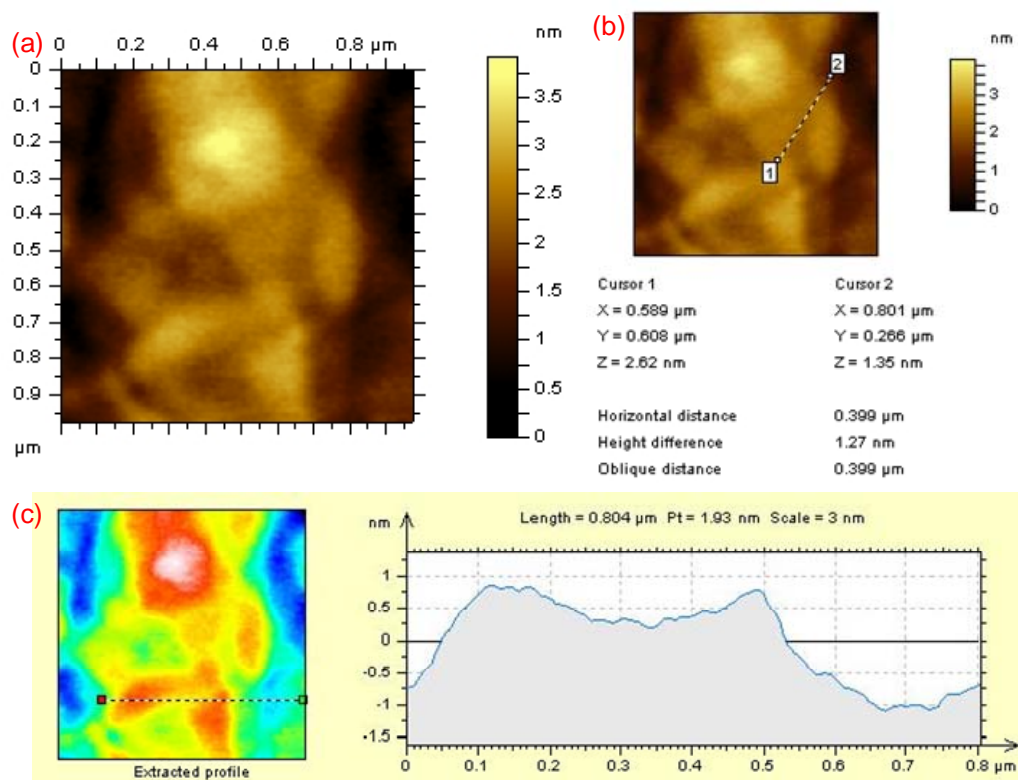 (a)
0 0.2 0.4 0.6 0.8 µm
nm
0
0.1
0.2
0.3
0.4
0.5
0.6
0.7
0.8
0.9
µm
3.5
3
2.5
2
1.5
1
0.5
0
(b)
nm
2
1
3
2
1
0
Cursor 1 Cursor 2
X = 0.589 µm X = 0.801 µm
Y = 0.608 µm Y = 0.266 µm
Z = 2.62 nm Z = 1.35 nm
Horizontal distance 0.399 µm
Height difference 1.27 nm
Oblique distance 0.399 µm
(c)
Extracted profile
nm Length = 0.804 µm Pt = 1.93 nm Scale = 3 nm
1
0.5
0
-0.5
-1
-1.5
0 0.1 0.2 0.3 0.4 0.5 0.6 0.7 0.8 µm